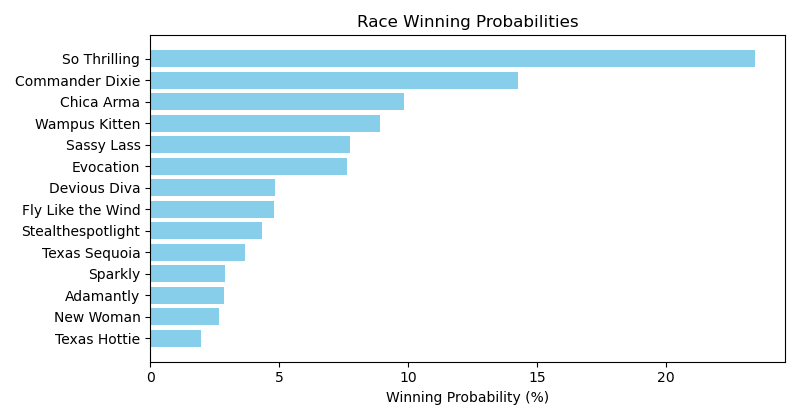 Race Winning Probabilities
So Thrilling
Commander Dixie
Chica Arma
Wampus Kitten
Sassy Lass
Evocation
Devious Diva
Fly Like the Wind
Stealthespotlight
Texas Sequoia
Sparkly
Adamantly
New Woman
Texas Hottie
0 5 10 15 20
Winning Probability (%)